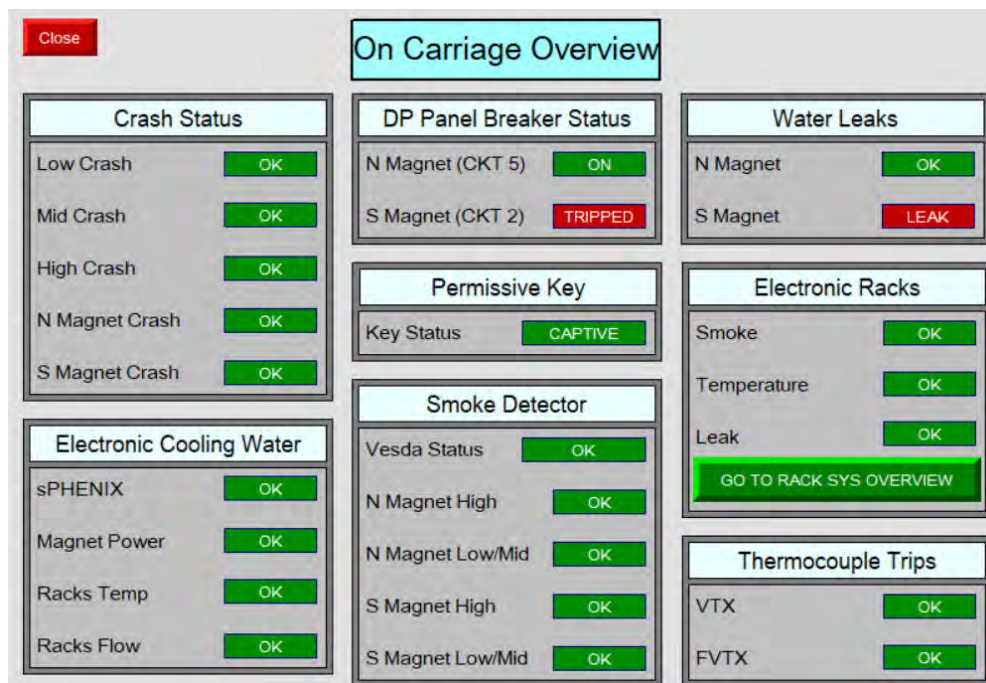 Close
On Carriage Overview
Crash Status
Low Crash OK
Mid Crash OK
High Crash OK
N Magnet Crash OK
S Magnet Crash OK
Electronic Cooling Water
sPHENIX OK
Magnet Power OK
Racks Temp OK
Racks Flow OK
DP Panel Breaker Status
N Magnet (CKT 5) ON
S Magnet (CKT 2) TRIPPED
Permissive Key
Key Status CAPTIVE
Smoke Detector
Vesda Status OK
N Magnet High OK
N Magnet Low/Mid OK
S Magnet High OK
S Magnet Low/Mid OK
Water Leaks
N Magnet OK
S Magnet LEAK
Electronic Racks
Smoke OK
Temperature OK
Leak OK
GO TO RACK SYS OVERVIEW
Thermocouple Trips
VTX OK
FVTX OK